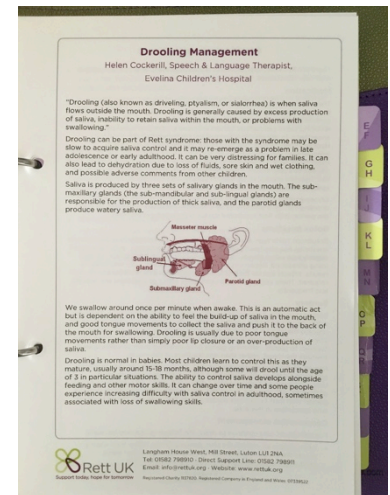 Drooling Management
Helen Cockerill, Speech & Language Therapist,
Evelina Children's Hospital
"Drooling (also known as driveling, ptyalism, or sialorrhea) is when saliva
flows outside the mouth. Drooling is generally caused by excess production
of saliva, inability to retain saliva within the mouth, or problems with
swallowing."
Drooling can be part of Rett syndrome: those with the syndrome may be
slow to acquire saliva control and it may re-emerge as a problem in late
adolescence or early adulthood. It can be very distressing for families. It can
also lead to dehydration due to loss of fluids, sore skin and wet clothing,
and possible adverse comments from other children.
Saliva is produced by three sets of salivary glands in the mouth. The sub-
maxillary glands (the sub-mandibular and sub-lingual glands) are
responsible for the production of thick saliva, and the parotid glands
produce watery saliva.
Masseter muscle
Sublingual
gland
Parotid gland
Submaxillary gland
We swallow around once per minute when awake. This is an automatic act
but is dependent on the ability to feel the build-up of saliva in the mouth,
and good tongue movements to collect the saliva and push it to the back of
the mouth for swallowing. Drooling is usually due to poor tongue
movements rather than simply poor lip closure or an over-production of
saliva.
Drooling is normal in babies. Most children learn to control this as they
mature, usually around 15-18 months, although some will drool until the age
of 3 in particular situations. The ability to control saliva develops alongside
feeding and other motor skills. It can change over time and some people
experience increasing difficulty with saliva control in adulthood, sometimes
associated with loss of swallowing skills.
Rett UK
Support today, hope for tomorrow
Langham House West, Mill Street, Luton LU1 2NA
Tel: 01582 798910 · Direct Support Line: 01582 798911
Email: info@rettuk.org · Website: www.rettuk.org
E
F
G
H
I
J
K
L
M
N
O
P